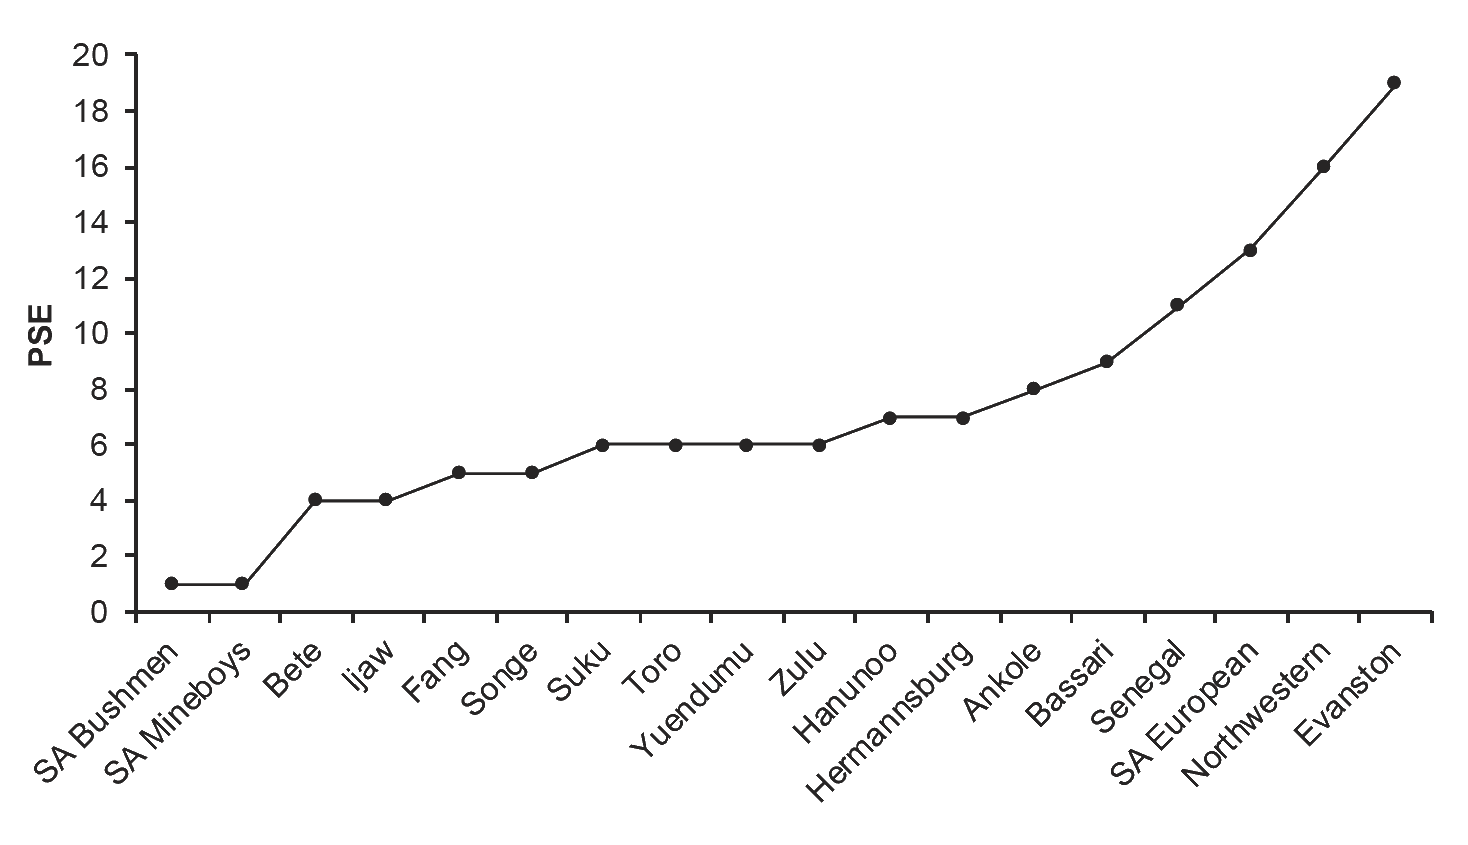 20
18
16
14
12
10
8
6
4
2
0
PSE
SA Bushmen
SA Mineboys
Bete
Ijaw
Fang
Songe
Suku
Toro
Yuendumu
Zulu
Hanunoo
Hermannsburg
Ankole
Bassari
Senegal
SA European
Northwestern
Evanston